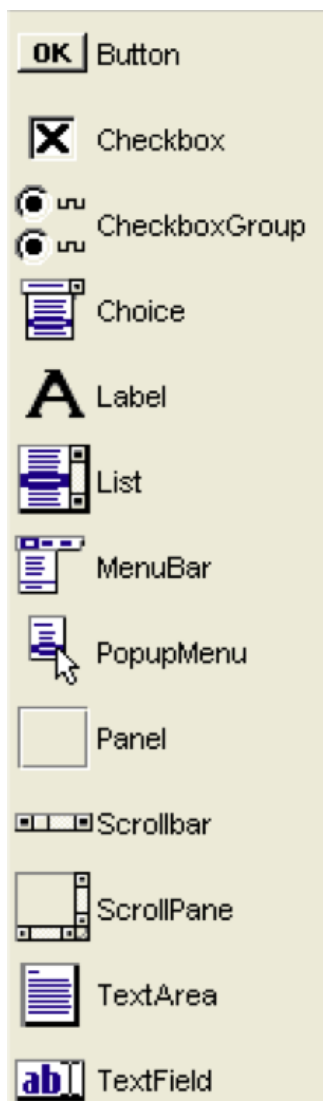 OK Button
Checkbox
CheckboxGroup
Choice
A Label
List
MenuBar
PopupMenu
Panel
Scrollbar
ScrollPane
TextArea
ab TextField